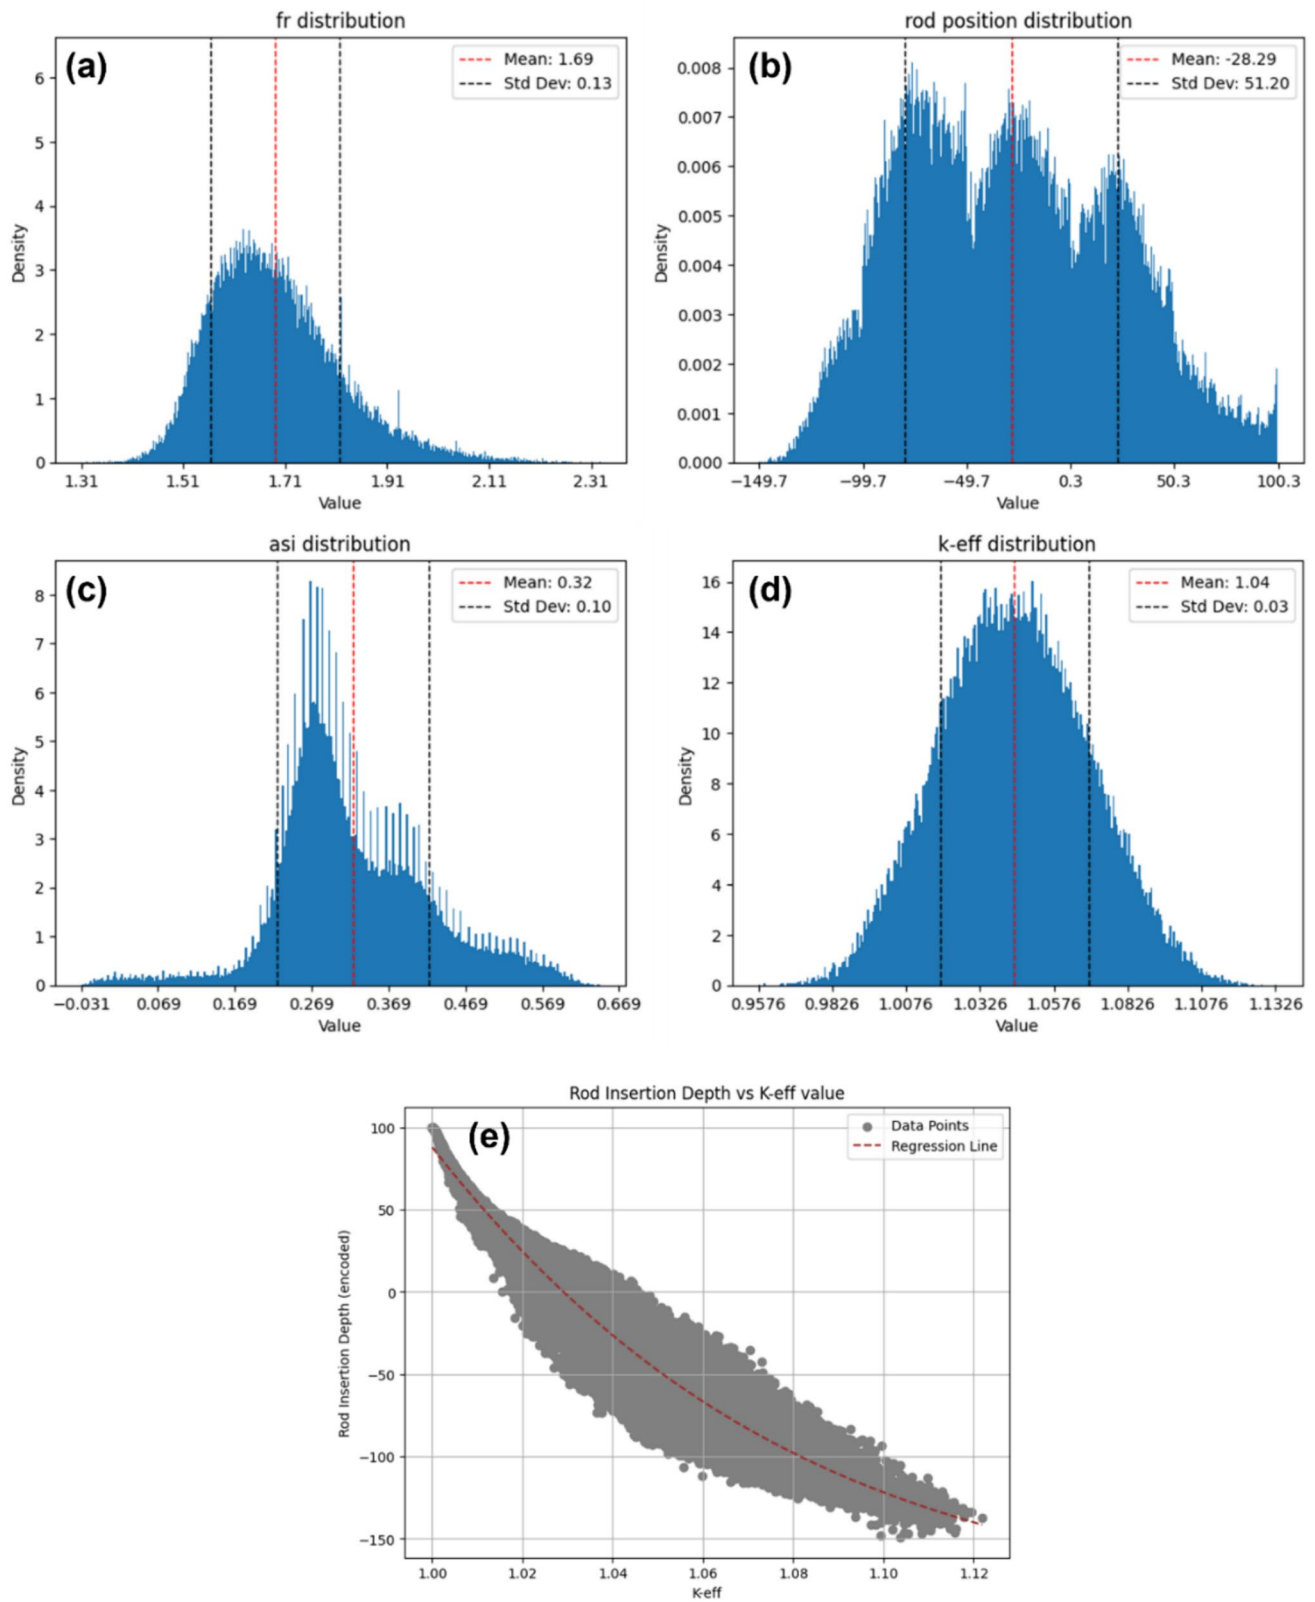 fr distribution
(a)
Mean: 1.69
Std Dev: 0.13
6
5
4
3
2
1
0
Density
1.31 1.51 1.71 1.91 2.11 2.31
Value
rod position distribution
(b)
Mean: -28.29
Std Dev: 51.20
0.008
0.007
0.006
0.005
0.004
0.003
0.002
0.001
0.000
Density
−149.7 −99.7 −49.7 0.3 50.3 100.3
Value
asi distribution
(c)
Mean: 0.32
Std Dev: 0.10
8
7
6
5
4
3
2
1
0
Density
−0.031 0.069 0.169 0.269 0.369 0.469 0.569 0.669
Value
k-eff distribution
(d)
Mean: 1.04
Std Dev: 0.03
16
14
12
10
8
6
4
2
0
Density
0.9576 0.9826 1.0076 1.0326 1.0576 1.0826 1.1076 1.1326
Value
Rod Insertion Depth vs K-eff value
(e)
Data Points
Regression Line
100
50
0
−50
−100
−150
Rod Insertion Depth (encoded)
1.00 1.02 1.04 1.06 1.08 1.10 1.12
K-eff